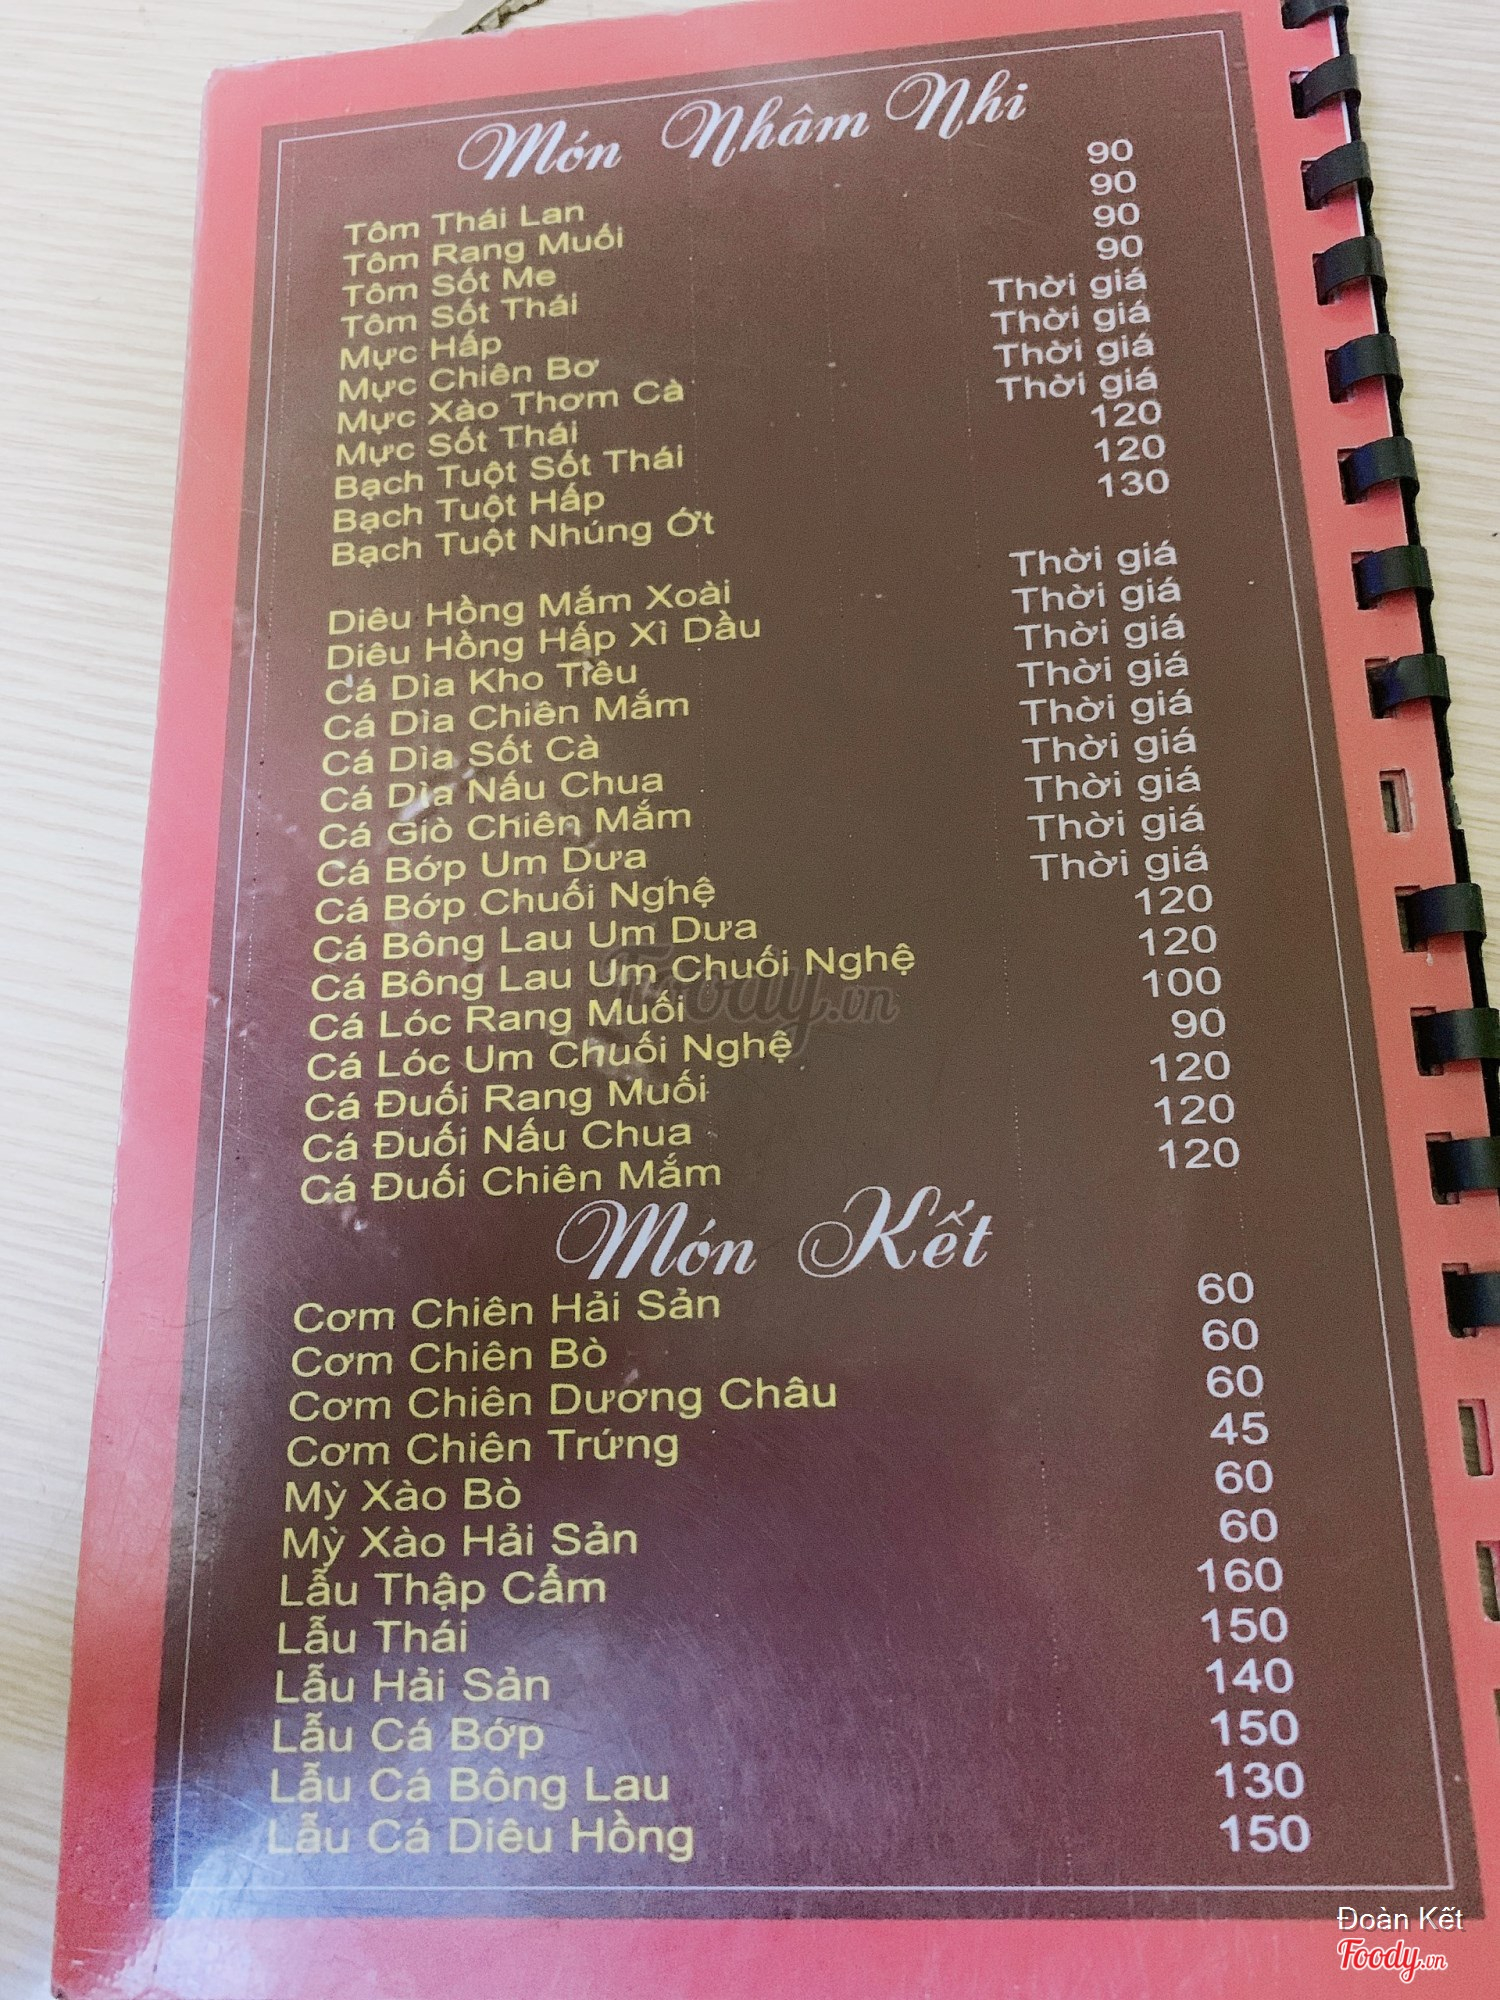 Món Nhâm Nhi
Tôm Thái Lan 90
Tôm Rang Muối 90
Tôm Sốt Me 90
Tôm Sốt Thái 90
Mực Hấp Thời giá
Mực Chiên Bơ Thời giá
Mực Xào Thơm Cà Thời giá
Mực Sốt Thái Thời giá
Bạch Tuột Sốt Thái 120
Bạch Tuột Hấp 120
Bạch Tuột Nhúng Ớt 130
Diêu Hồng Mắm Xoài Thời giá
Diêu Hồng Hấp Xì Dầu Thời giá
Cá Dìa Kho Tiêu Thời giá
Cá Dìa Chiên Mắm Thời giá
Cá Dìa Sốt Cà Thời giá
Cá Dìa Nấu Chua Thời giá
Cá Giò Chiên Mắm Thời giá
Cá Bớp Um Dưa Thời giá
Cá Bớp Chuối Nghệ Thời giá
Cá Bông Lau Um Dưa 120
Cá Bông Lau Um Chuối Nghệ 120
Cá Lóc Rang Muối 100
Cá Lóc Um Chuối Nghệ 90
Cá Đuối Rang Muối 120
Cá Đuối Nấu Chua 120
Cá Đuối Chiên Mắm 120
Foody.vn
Món Kết
Cơm Chiên Hải Sản 60
Cơm Chiên Bò 60
Cơm Chiên Dương Châu 60
Cơm Chiên Trứng 45
Mỳ Xào Bò 60
Mỳ Xào Hải Sản 60
Lẫu Thập Cẩm 160
Lẫu Thái 150
Lẫu Hải Sản 140
Lẫu Cá Bớp 150
Lẫu Cá Bông Lau 130
Lẫu Cá Diêu Hồng 150
Đoàn Kết
Foody.vn